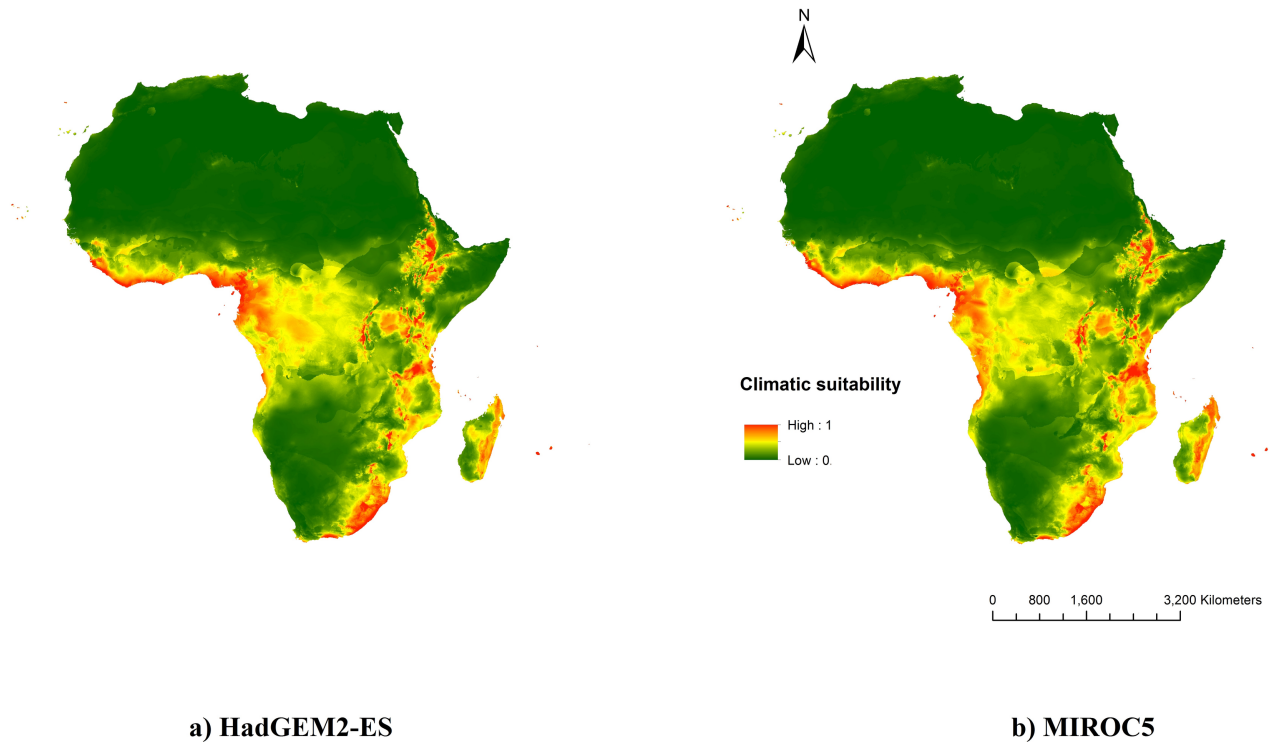 N
Climatic suitability
High : 1
Low : 0
0 800 1,600 3,200 Kilometers
a) HadGEM2-ES
b) MIROC5